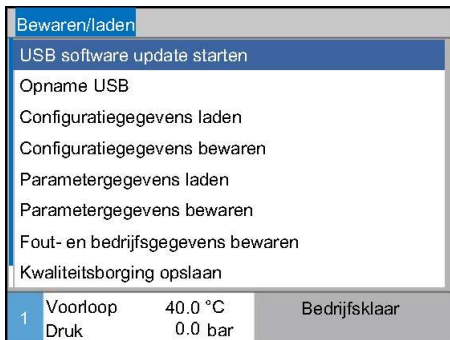 Bewaren/laden
USB software update starten
Opname USB
Configuratiegegevens laden
Configuratiegegevens bewaren
Parametergegevens laden
Parametergegevens bewaren
Fout- en bedrijfsgegevens bewaren
Kwaliteitsborging opslaan
1 Voorloop 40.0 °C Bedrijfsklaar
Druk 0.0 bar